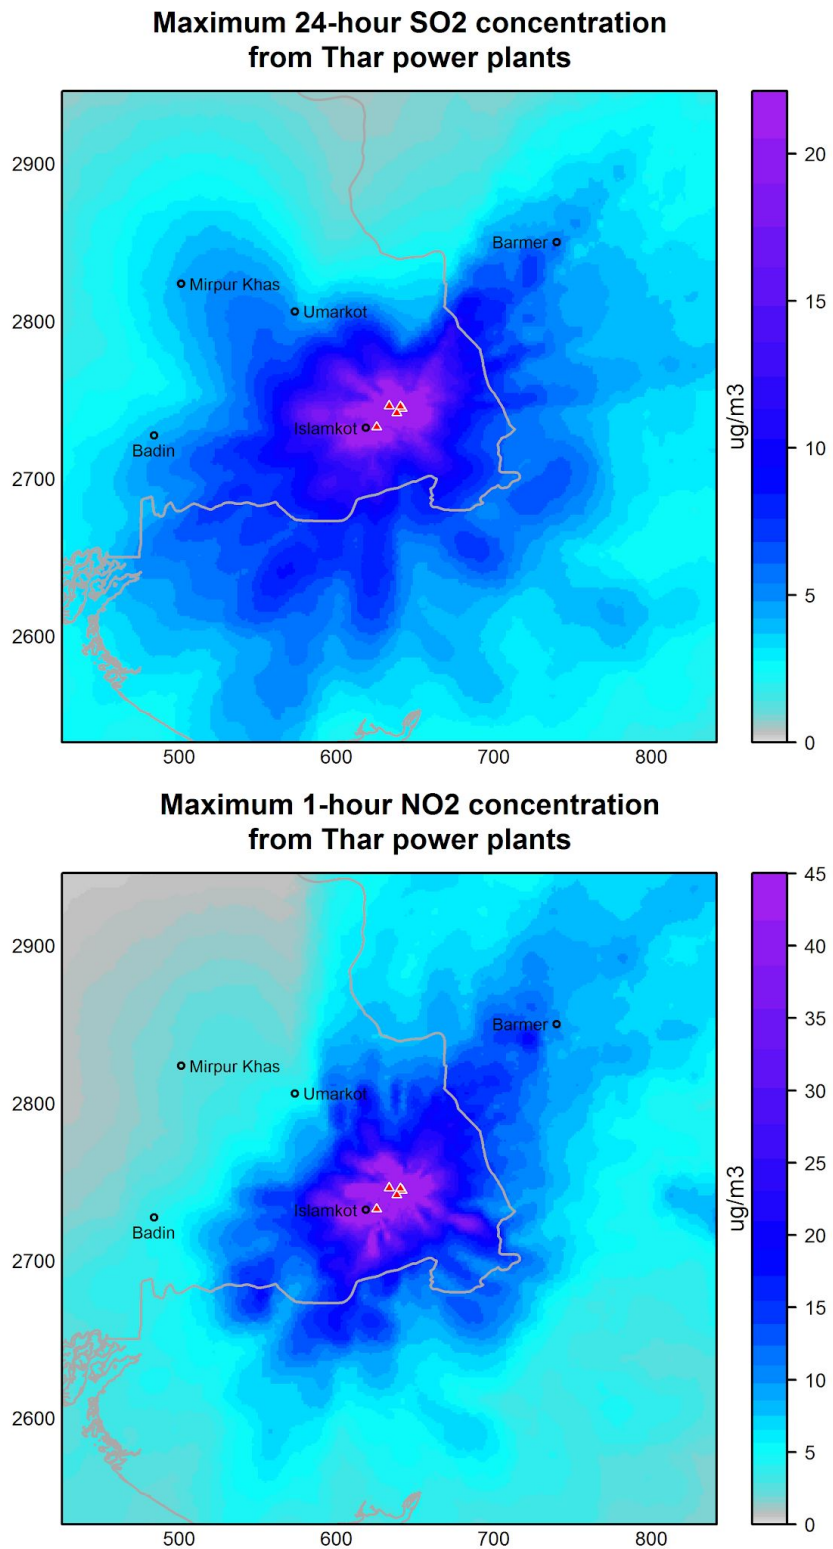 Maximum 24-hour SO2 concentration
from Thar power plants
2900
2800
2700
2600
500
600
700
800
Barmer
Mirpur Khas
Umarkot
Islamkot
Badin
20
15
10
5
0
ug/m3
Maximum 1-hour NO2 concentration
from Thar power plants
2900
2800
2700
2600
500
600
700
800
Barmer
Mirpur Khas
Umarkot
Islamkot
Badin
45
40
35
30
25
20
15
10
5
0
ug/m3